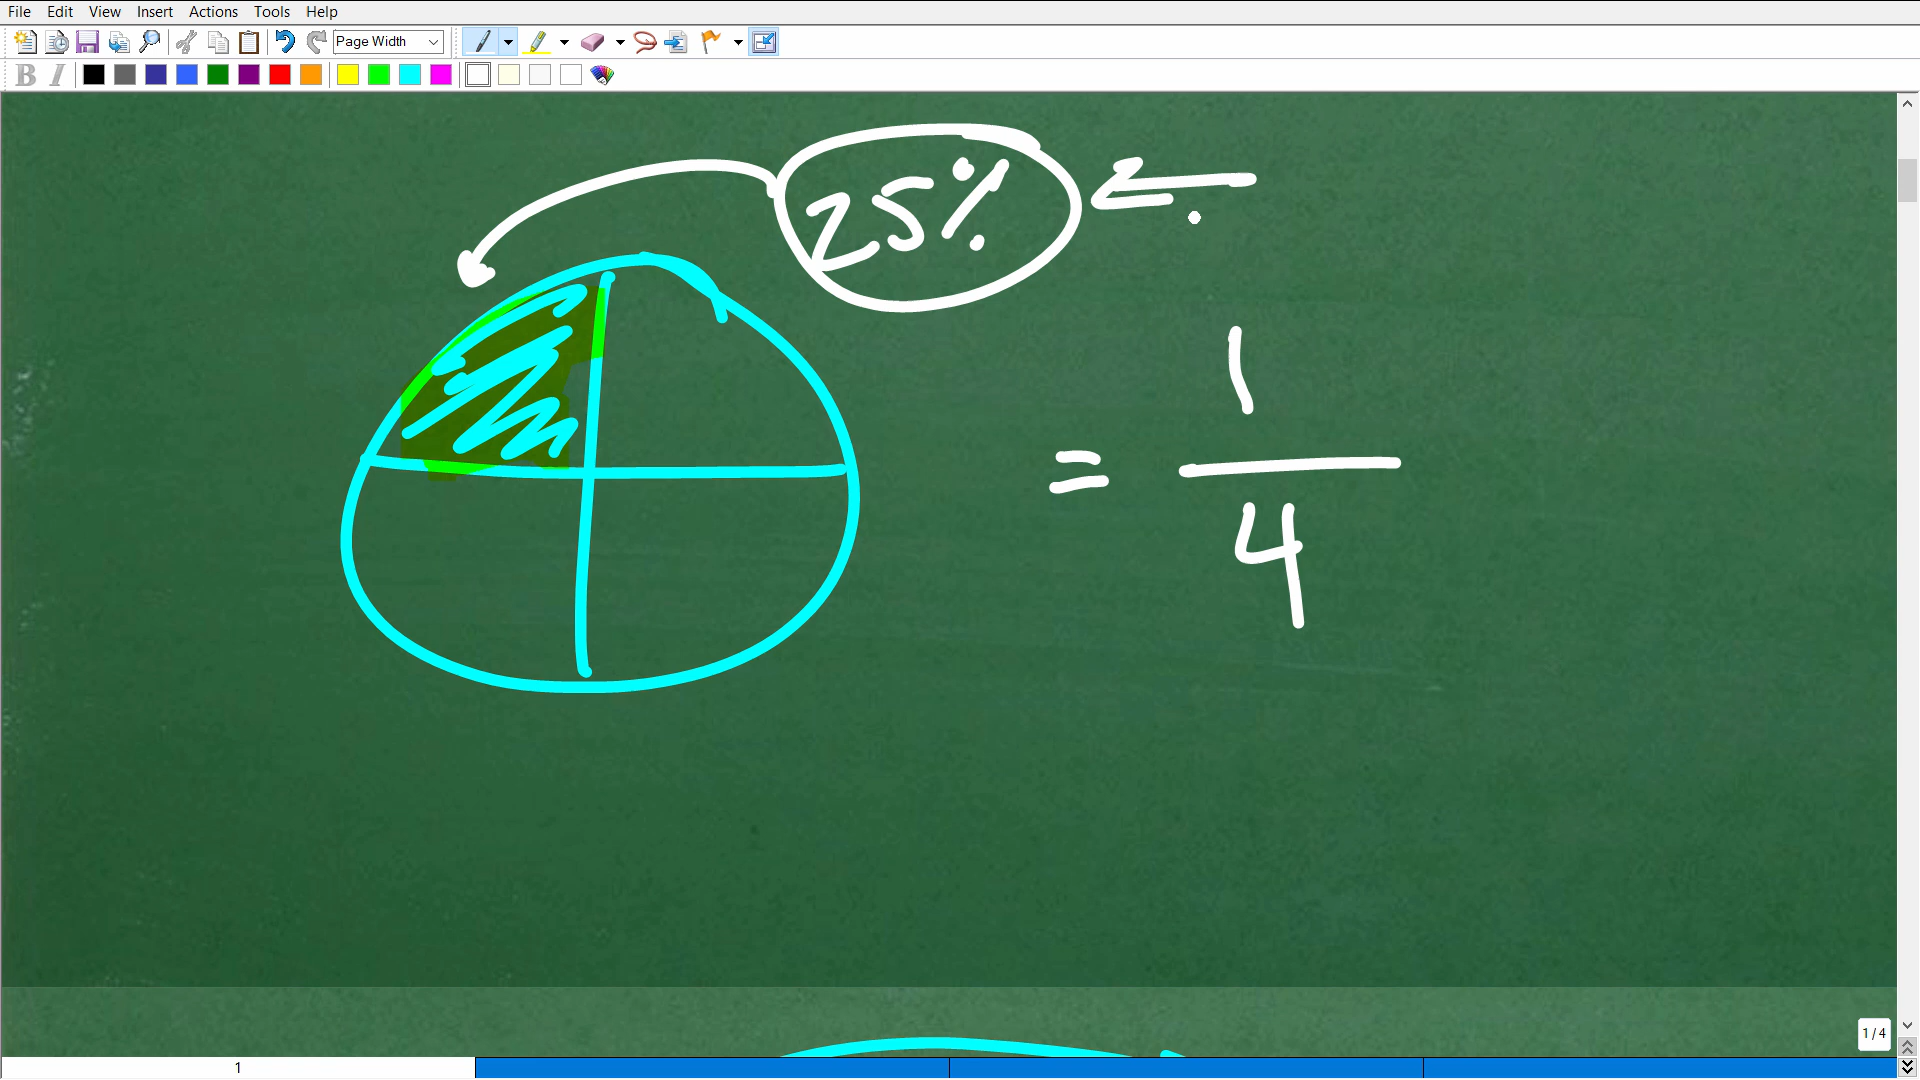 File Edit View Insert Actions Tools Help
Page Width
B I
25%
= 1
4
1 / 4
1